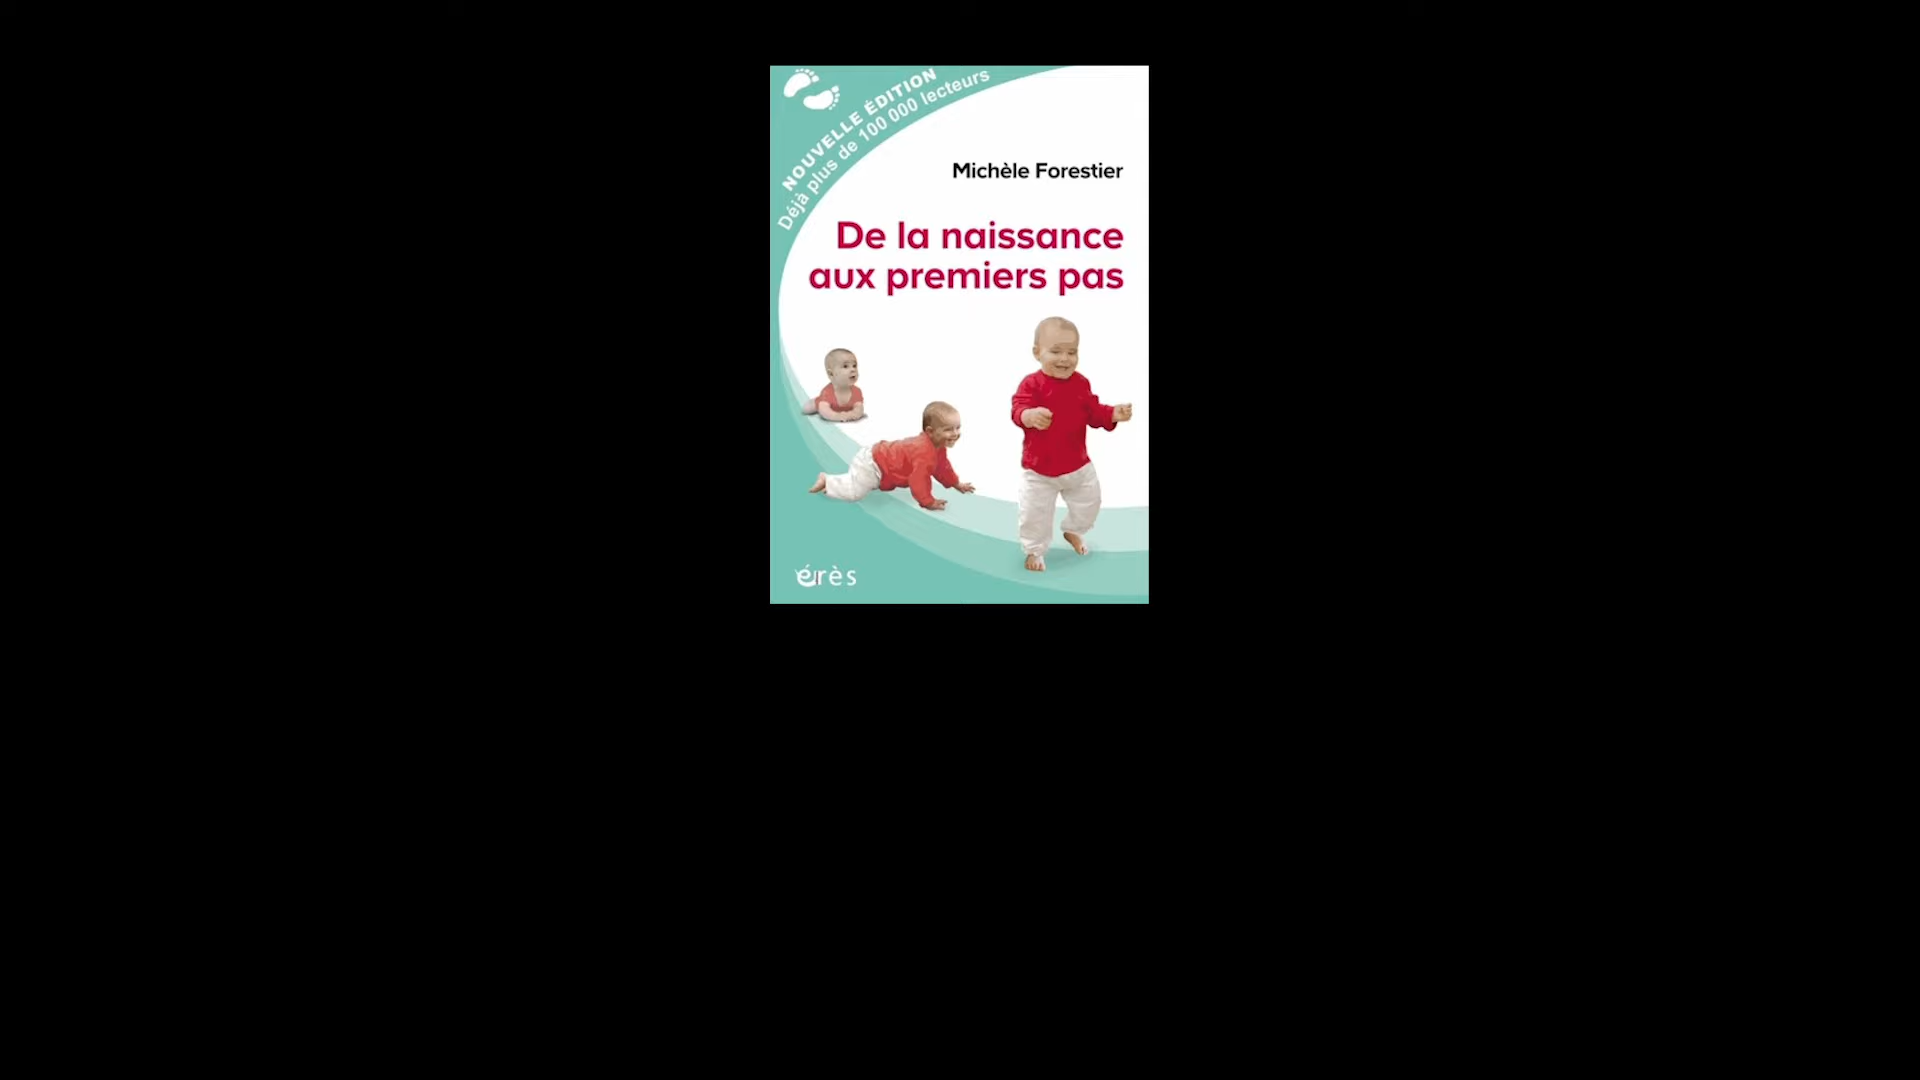 NOUVELLE ÉDITION
Déjà plus de 100 000 lecteurs
Michèle Forestier
De la naissance
aux premiers pas
érès